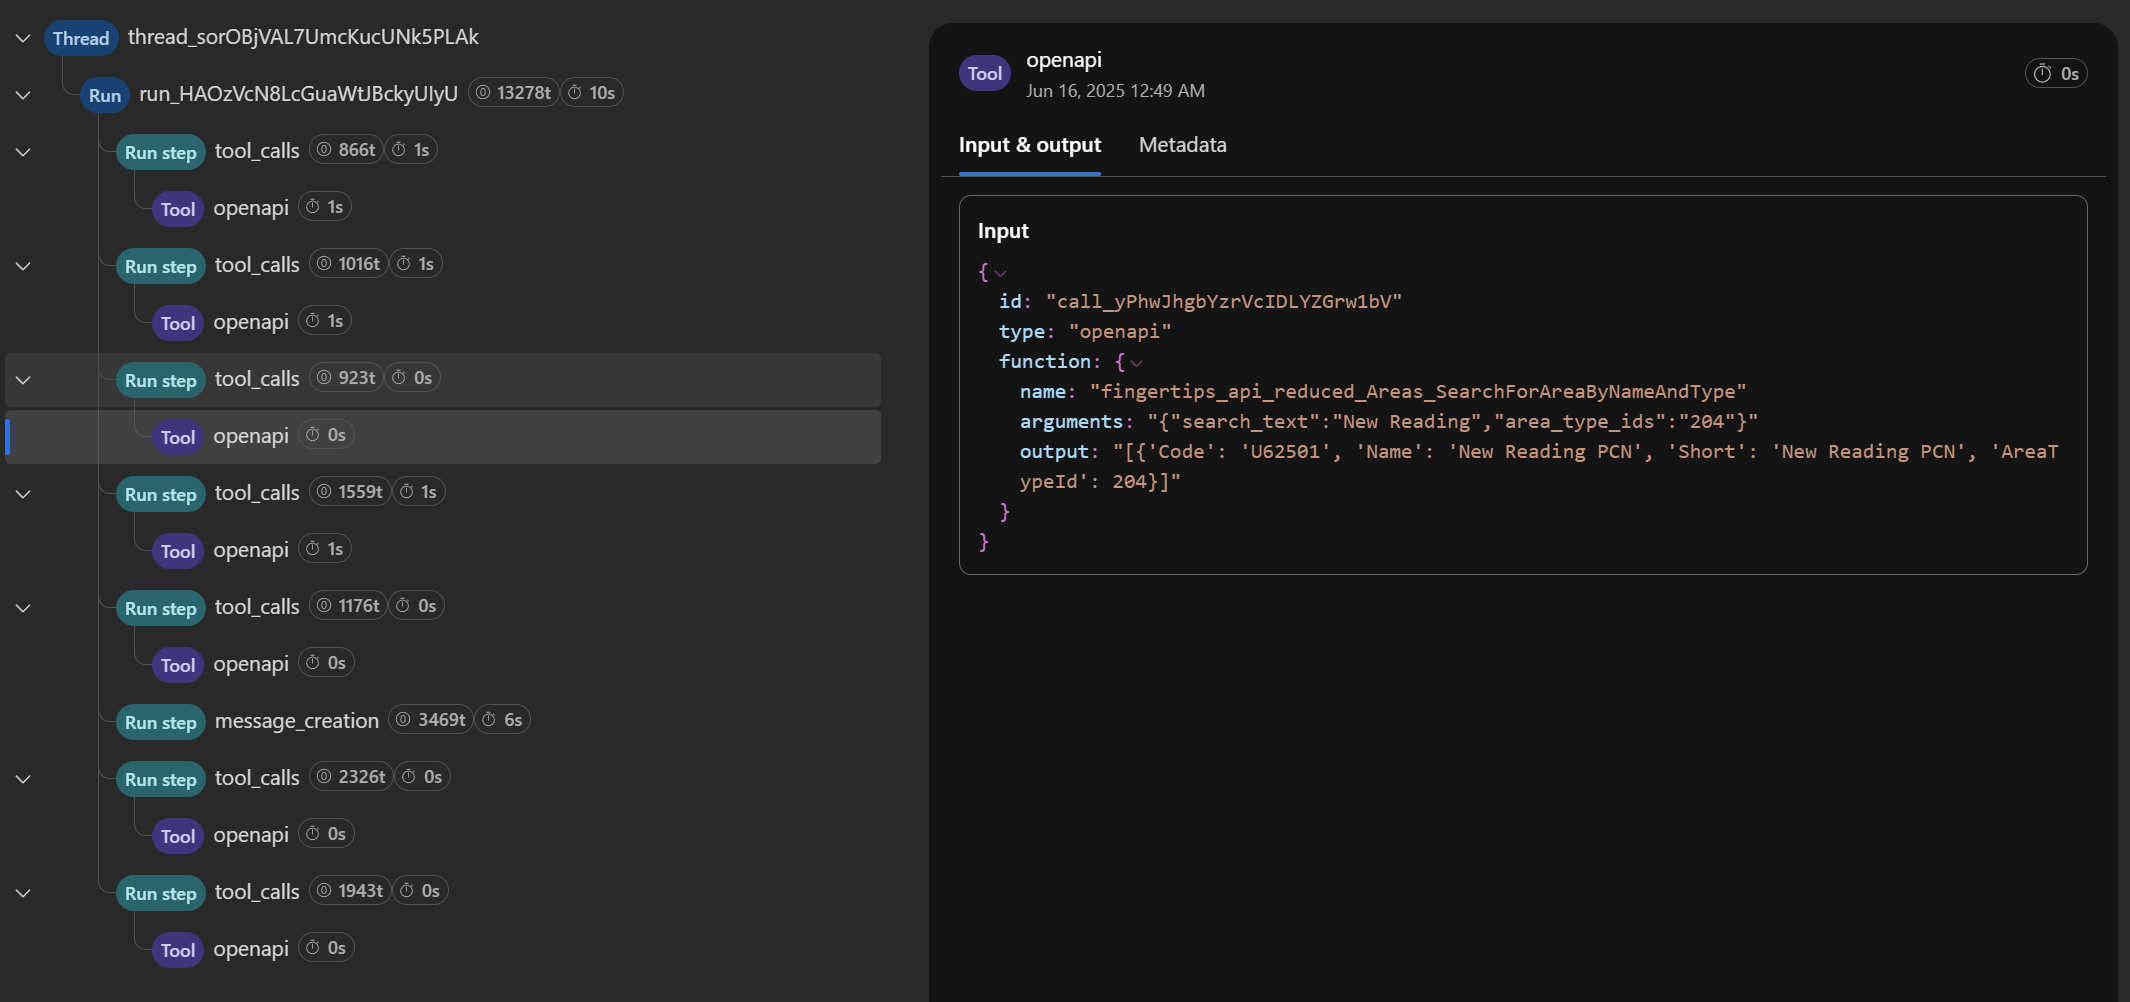 Thread thread_sorOBjVAL7UmcKucUNk5PLAk
Run run_HAOzVcN8LcGuaWtJBckyUIyU 13278t 10s
Run step tool_calls 866t 1s
Tool openapi 1s
Run step tool_calls 1016t 1s
Tool openapi 1s
Run step tool_calls 923t 0s
Tool openapi 0s
Run step tool_calls 1559t 1s
Tool openapi 1s
Run step tool_calls 1176t 0s
Tool openapi 0s
Run step message_creation 3469t 6s
Run step tool_calls 2326t 0s
Tool openapi 0s
Run step tool_calls 1943t 0s
Tool openapi 0s
Tool openapi 0s
Jun 16, 2025 12:49 AM
Input & output Metadata
Input
{
id: "call_yPhwJhgbYzrVcIDLYZGrw1bV"
type: "openapi"
function: {
name: "fingertips_api_reduced_Areas_SearchForAreaByNameAndType"
arguments: "{"search_text":"New Reading","area_type_ids":"204"}"
output: "[{'Code': 'U62501', 'Name': 'New Reading PCN', 'Short': 'New Reading PCN', 'AreaT
ypeId': 204}]"
}
}